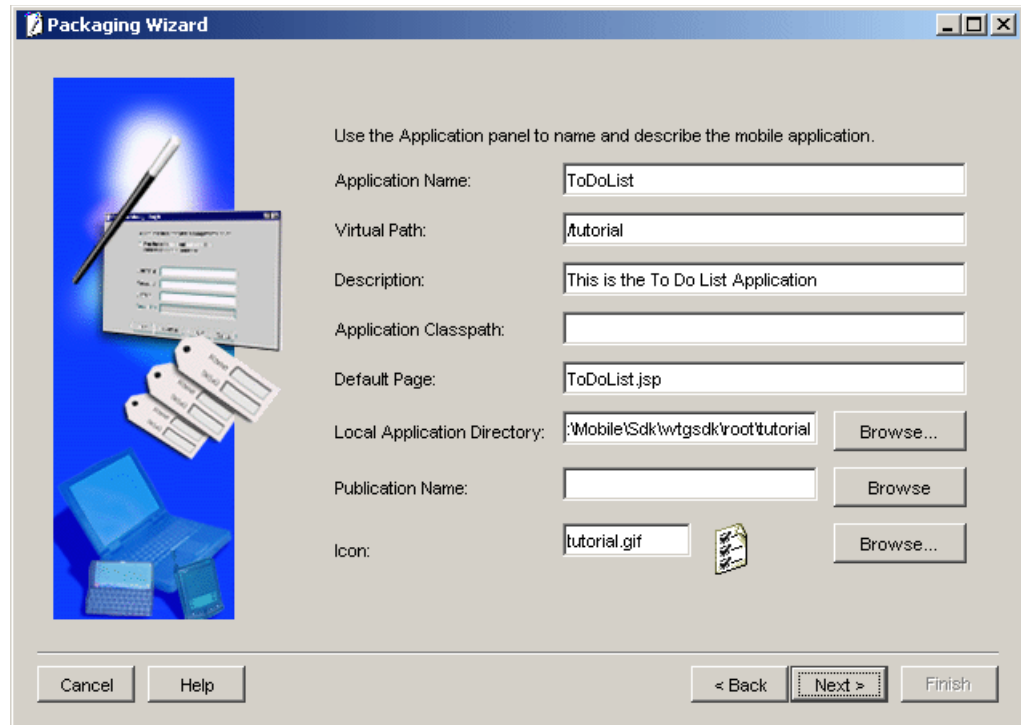 Packaging Wizard
Use the Application panel to name and describe the mobile application.
Application Name: ToDoList
Virtual Path: /tutorial
Description: This is the To Do List Application
Application Classpath:
Default Page: ToDoList.jsp
Local Application Directory: :\Mobile\Sdk\wtgsdk\root\tutorial Browse...
Publication Name: Browse
Icon: tutorial.gif Browse...
Cancel Help < Back Next > Finish